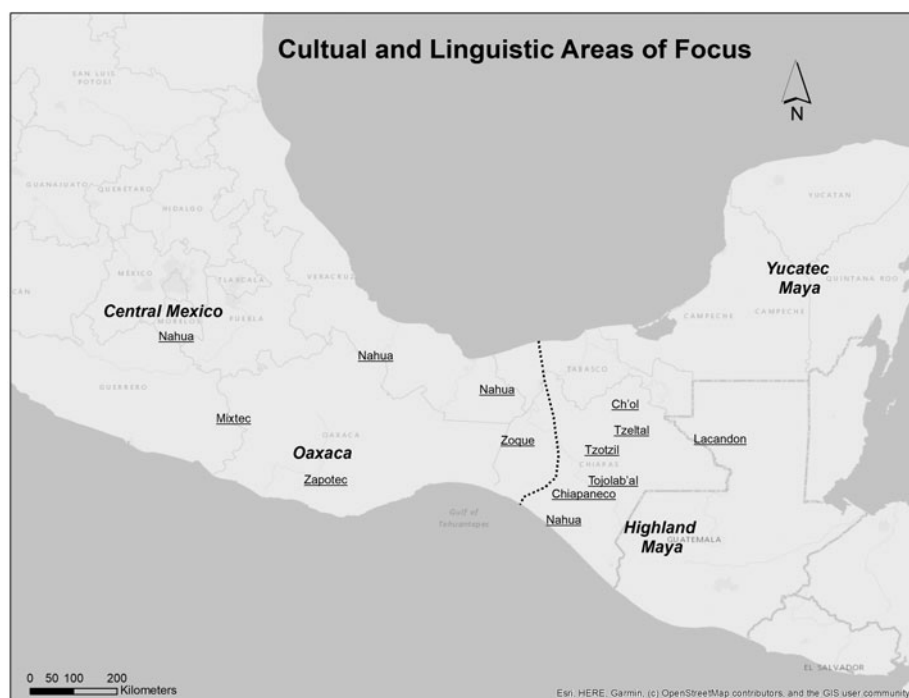 Cultual and Linguistic Areas of Focus
N
SAN LUIS
POTOSI
GUANAJUATO
QUERETARO
HIDALGO
YUCATAN
Yucatec
Maya
QUINTANA ROO
MÉXICO
TLAXCALA
VERACRUZ
Central Mexico
MORELOS
PUEBLA
CAMPECHE
CAMPECHE
Nahua
Nahua
TABASCO
GUERRERO
Nahua
Ch'ol
Mixtec
Tzeltal
OAXACA
Zoque
Lacandon
Oaxaca
Tzotzil
CHIAPAS
Zapotec
Tojolab'al
Chiapaneco
Gulf of
Tehuantepec
Nahua
Highland
Maya
GUATEMALA
EL SALVADOR
0 50 100 200
Kilometers
Esri, HERE, Garmin, (c) OpenStreetMap contributors, and the GIS user community